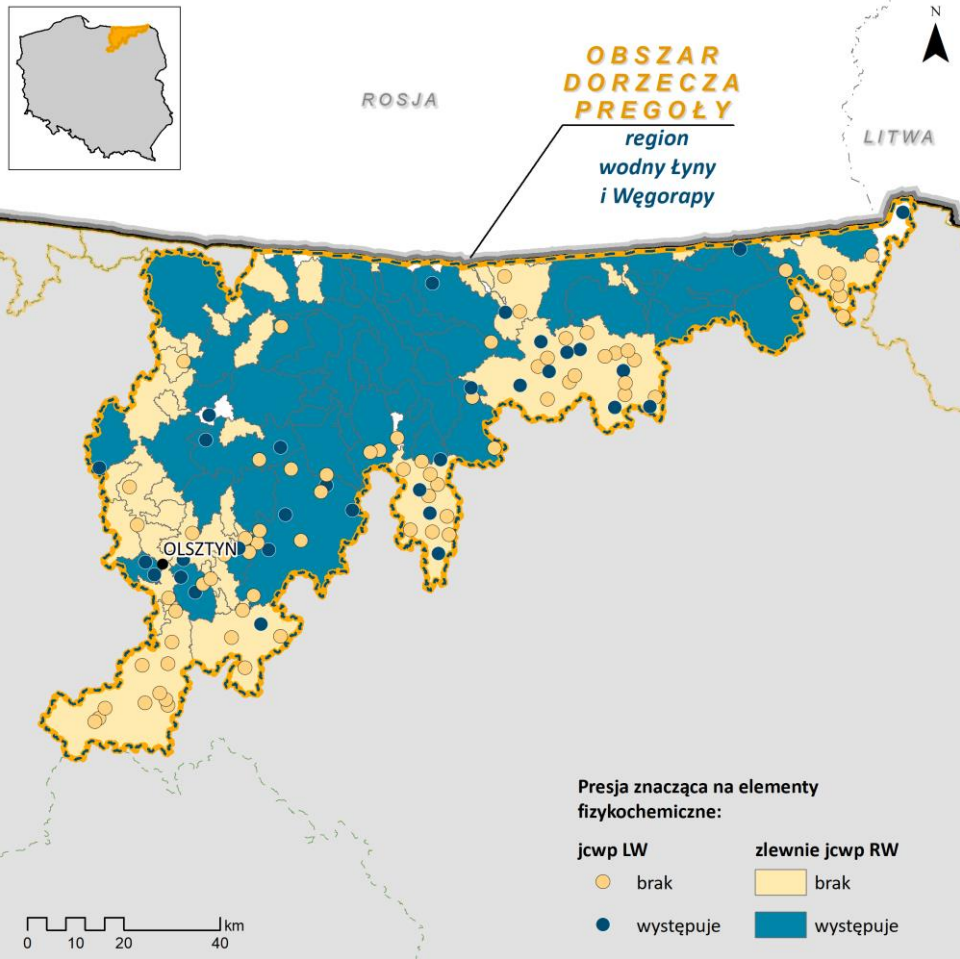 N
OBSZAR
DORZECZA
PREGOŁY
region
wodny Łyny
i Węgorapy
ROSJA
LITWA
OLSZTYN
Presja znacząca na elementy
fizykochemiczne:
jcwp LW
zlewnie jcwp RW
brak
brak
występuje
występuje
km
0 10 20 40